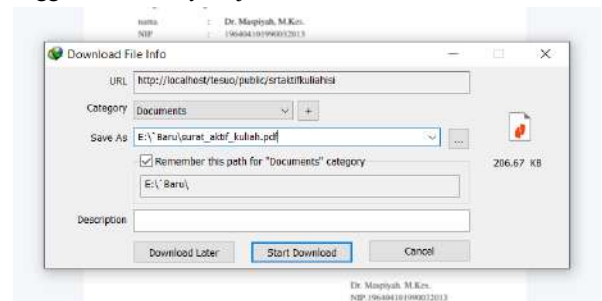 nama : Dr. Maspiyah, M.Kes.
NIP : 196404101990032013
Download File Info
URL http://localhost/tesuo/public/srtaktifkuliahisi
Category Documents +
Save As E:\`Baru\surat_aktif_kuliah.pdf ...
Remember this path for "Documents" category
206.67 KB
E:\`Baru\
Description
Download Later Start Download Cancel
Dr. Maspiyah, M.Kes.
NIP 196404101990032013